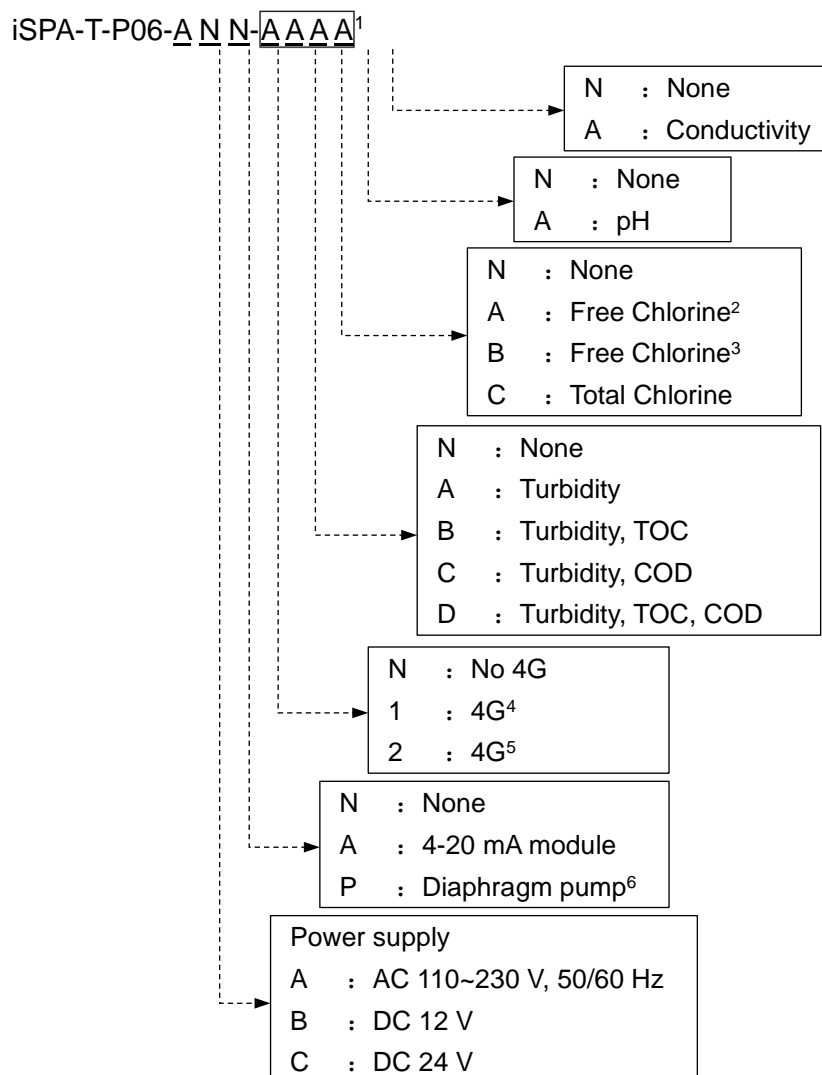 iSPA-T-P06-A N N-A A A A¹
N : None
A : Conductivity
N : None
A : pH
N : None
A : Free Chlorine²
B : Free Chlorine³
C : Total Chlorine
N : None
A : Turbidity
B : Turbidity, TOC
C : Turbidity, COD
D : Turbidity, TOC, COD
N : No 4G
1 : 4G⁴
2 : 4G⁵
N : None
A : 4-20 mA module
P : Diaphragm pump⁶
Power supply
A : AC 110~230 V, 50/60 Hz
B : DC 12 V
C : DC 24 V